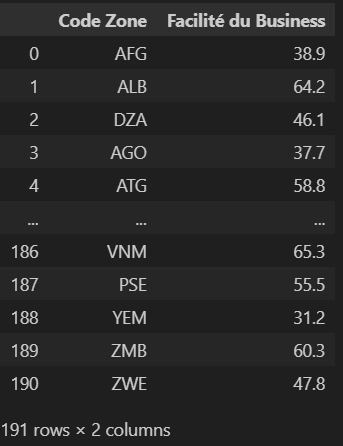 Code Zone Facilité du Business
0 AFG 38.9
1 ALB 64.2
2 DZA 46.1
3 AGO 37.7
4 ATG 58.8
... ... ...
186 VNM 65.3
187 PSE 55.5
188 YEM 31.2
189 ZMB 60.3
190 ZWE 47.8
191 rows × 2 columns